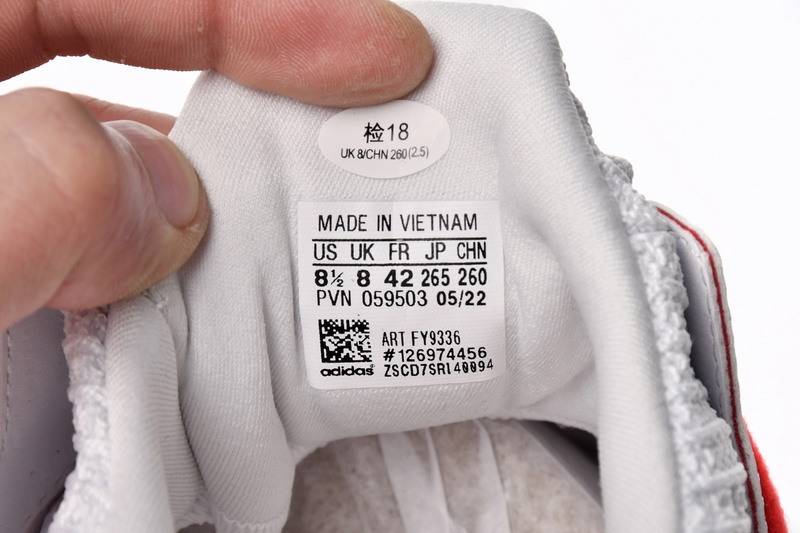 检18
UK 8/CHN 260(2.5)
MADE IN VIETNAM
US UK FR JP CHN
8½ 8 42 265 260
PVN 059503 05/22
ART FY9336
#126974456
ZSCD7SR140094
adidas